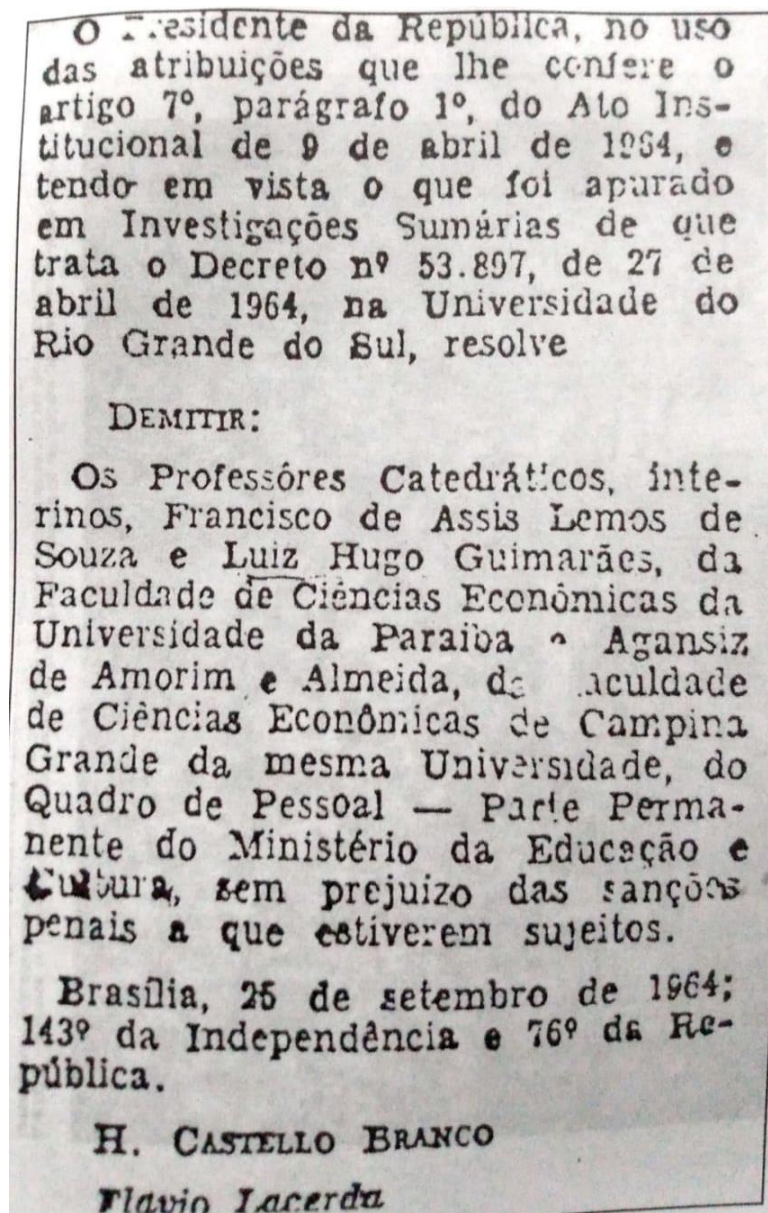 O Presidente da República, no uso
das atribuições que lhe confere o
artigo 7º, parágrafo 1º, do Ato Ins-
titucional de 9 de abril de 1964, e
tendo em vista o que foi apurado
em Investigações Sumárias de que
trata o Decreto nº 53.897, de 27 de
abril de 1964, na Universidade do
Rio Grande do Sul, resolve
DEMITIR:
Os Professôres Catedráticos, inte-
rinos, Francisco de Assis Lemos de
Souza e Luiz Hugo Guimarães, da
Faculdade de Ciências Econômicas da
Universidade da Paraiba e Agansiz
de Amorim e Almeida, da Faculdade
de Ciências Econômicas de Campina
Grande da mesma Universidade, do
Quadro de Pessoal — Parte Perma-
nente do Ministério da Educação e
Cultura, sem prejuizo das sanções
penais a que estiverem sujeitos.
Brasília, 25 de setembro de 1964;
143º da Independência e 76º da Re-
pública.
H. CASTELLO BRANCO
Flavio Lacerda